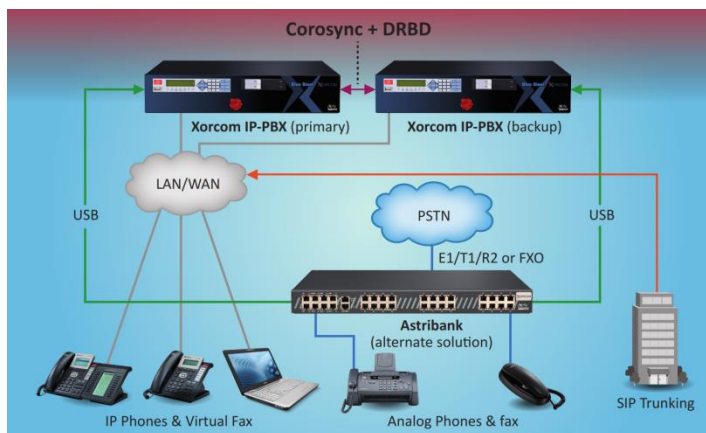 Corosync + DRBD
Xorcom IP-PBX (primary)
Xorcom IP-PBX (backup)
LAN/WAN
USB
PSTN
USB
E1/T1/R2 or FXO
Astribank
(alternate solution)
IP Phones & Virtual Fax
Analog Phones & fax
SIP Trunking